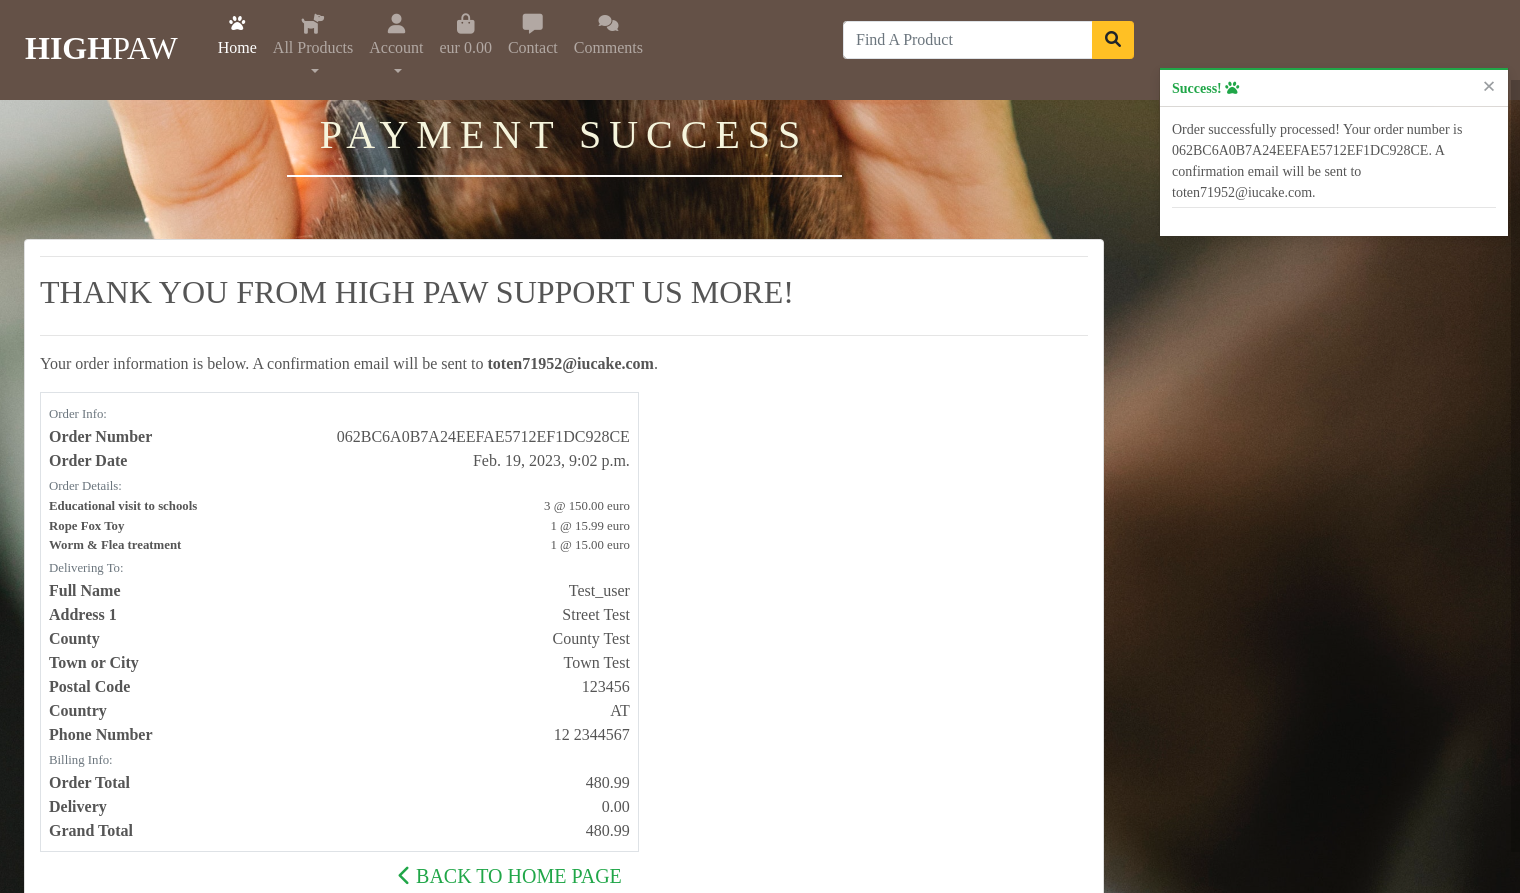 HIGHPAW
Home
All Products
Account
eur 0.00
Contact
Comments
Find A Product
Success!
Order successfully processed! Your order number is
062BC6A0B7A24EEFAE5712EF1DC928CE. A
confirmation email will be sent to
toten71952@iucake.com.
PAYMENT SUCCESS
THANK YOU FROM HIGH PAW SUPPORT US MORE!
Your order information is below. A confirmation email will be sent to toten71952@iucake.com.
Order Info:
Order Number 062BC6A0B7A24EEFAE5712EF1DC928CE
Order Date Feb. 19, 2023, 9:02 p.m.
Order Details:
Educational visit to schools 3 @ 150.00 euro
Rope Fox Toy 1 @ 15.99 euro
Worm & Flea treatment 1 @ 15.00 euro
Delivering To:
Full Name Test_user
Address 1 Street Test
County County Test
Town or City Town Test
Postal Code 123456
Country AT
Phone Number 12 2344567
Billing Info:
Order Total 480.99
Delivery 0.00
Grand Total 480.99
BACK TO HOME PAGE